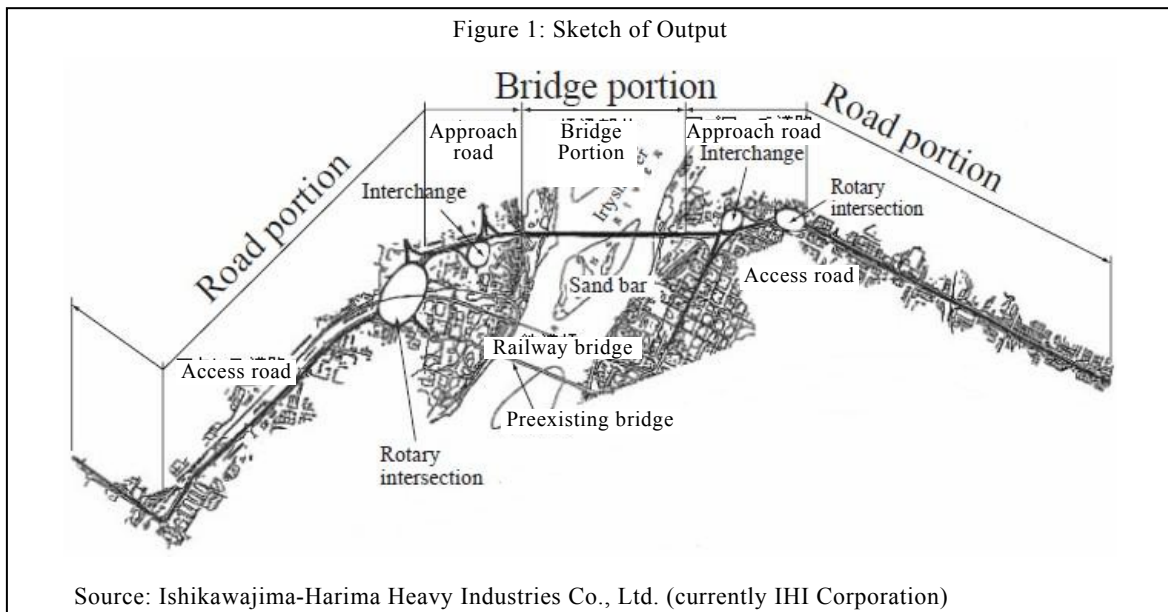 Figure 1: Sketch of Output
Bridge portion
Road portion
Road portion
Approach
road
Bridge
Portion
Approach road
Interchange
Interchange
Rotary
intersection
Access road
Sand bar
Railway bridge
Access road
Preexisting bridge
Rotary
intersection
Source: Ishikawajima-Harima Heavy Industries Co., Ltd. (currently IHI Corporation)